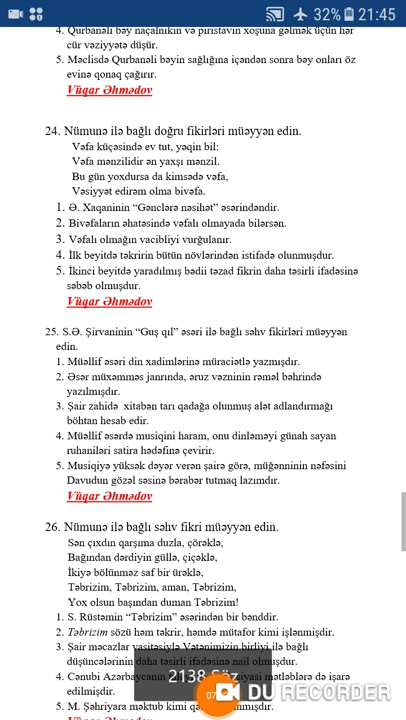 32% 21:45
4. Qurbanəli bəy naçalnikin və pristavın xoşuna gəlmək üçün hər
cür vəziyyətə düşür.
5. Məclisdə Qurbanəli bəyin sağlığına içəndən sonra bəy onları öz
evinə qonaq çağırır.
Vüqar Əhmədov
24. Nümunə ilə bağlı doğru fikirləri müəyyən edin.
Vəfa küçəsində ev tut, yəqin bil:
Vəfa mənzilidir ən yaxşı mənzil.
Bu gün yoxdursa da kimsədə vəfa,
Vəsiyyət edirəm olma bivəfa.
1. Ə. Xaqaninin “Gənclərə nəsihət” əsərindəndir.
2. Bivəfaların əhatəsində vəfalı olmayada bilərsən.
3. Vəfalı olmağın vacibliyi vurğulanır.
4. İlk beyitdə təkririn bütün növlərindən istifadə olunmuşdur.
5. İkinci beyitdə yaradılmış bədii təzad fikrin daha təsirli ifadəsinə
səbəb olmuşdur.
Vüqar Əhmədov
25. S.Ə. Şirvaninin “Guş qıl” əsəri ilə bağlı səhv fikirləri müəyyən
edin.
1. Müəllif əsəri din xadimlərinə müraciətlə yazmışdır.
2. Əsər müxəmməs janrında, əruz vəzninin rəməl bəhrində
yazılmışdır.
3. Şair zahidə xitabən tarı qadağa olunmuş alət adlandırmağı
böhtan hesab edir.
4. Müəllif əsərdə musiqini haram, onu dinləməyi günah sayan
ruhaniləri satira hədəfinə çevirir.
5. Musiqiyə yüksək dəyər verən şairə görə, müğənninin nəfəsini
Davudun gözəl səsinə bərabər tutmaq lazımdır.
Vüqar Əhmədov
26. Nümunə ilə bağlı səhv fikri müəyyən edin.
Sən çıxdın qarşıma duzla, çörəklə,
Bağından dərdiyin güllə, çiçəklə,
İkiyə bölünməz saf bir ürəklə,
Təbrizim, Təbrizim, aman, Təbrizim,
Yox olsun başından duman Təbrizim!
1. S. Rüstəmin “Təbrizim” əsərindən bir bənddir.
2. Təbrizim sözü həm təkrir, həmdə mütafor kimi işlənmişdir.
3. Şair məcazlar vasitəsiylə Vətənimizin birliyi ilə bağlı
düşüncələrinin daha təsirli ifadəsinə nail olmuşdur.
4. Cənubi Azərbaycanın mətləblərə də işarə
edilmişdir.
5. M. Şəhriyara məktub kimi
2138 Söz
07
DU RECORDER
Vüqar Əhmədov